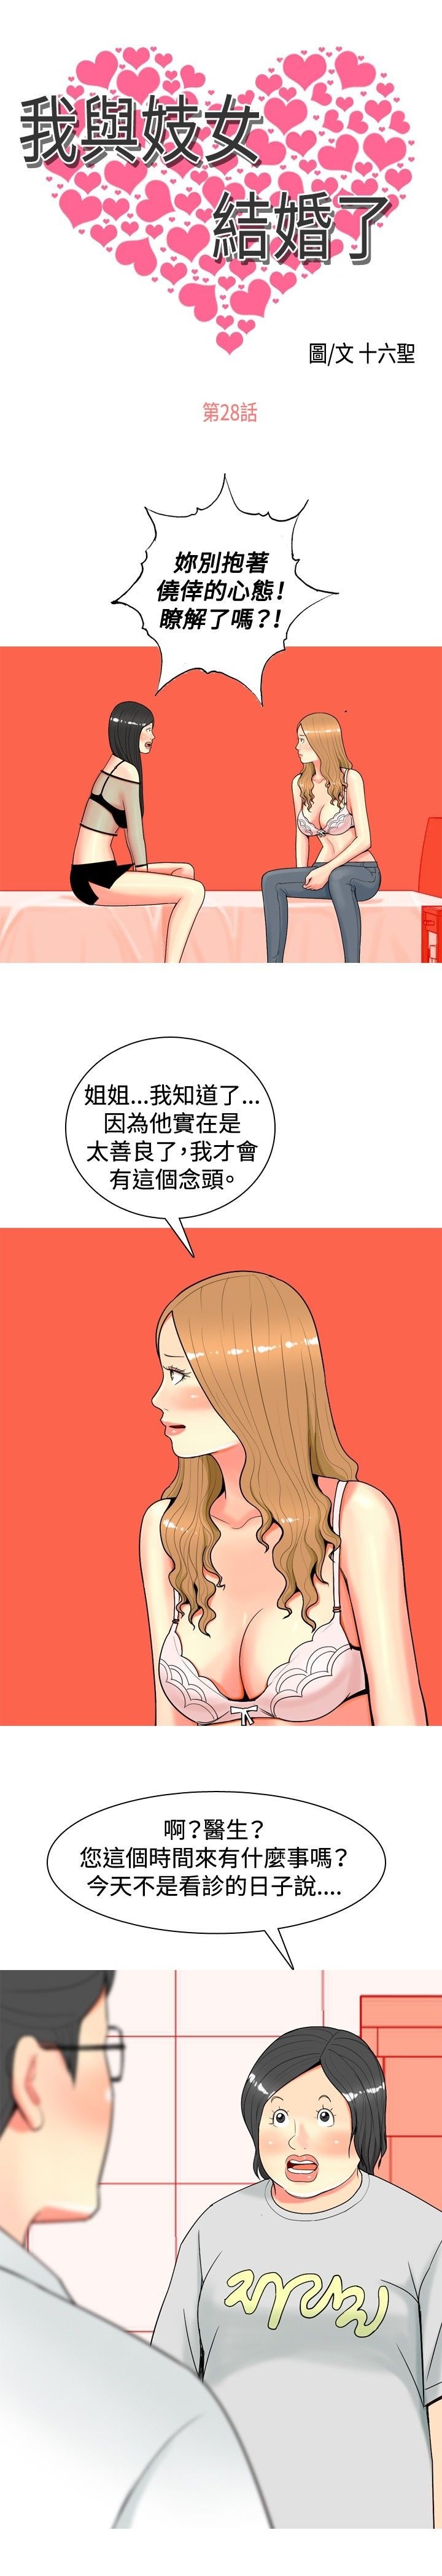 我與妓女
結婚了
圖/文 十六聖
第28話
妳別抱著
僥倖的心態!
瞭解了嗎?!
姐姐...我知道了...
因為他實在是
太善良了,我才會
有這個念頭。
啊?醫生?
您這個時間來有什麼事嗎?
今天不是看診的日子說....